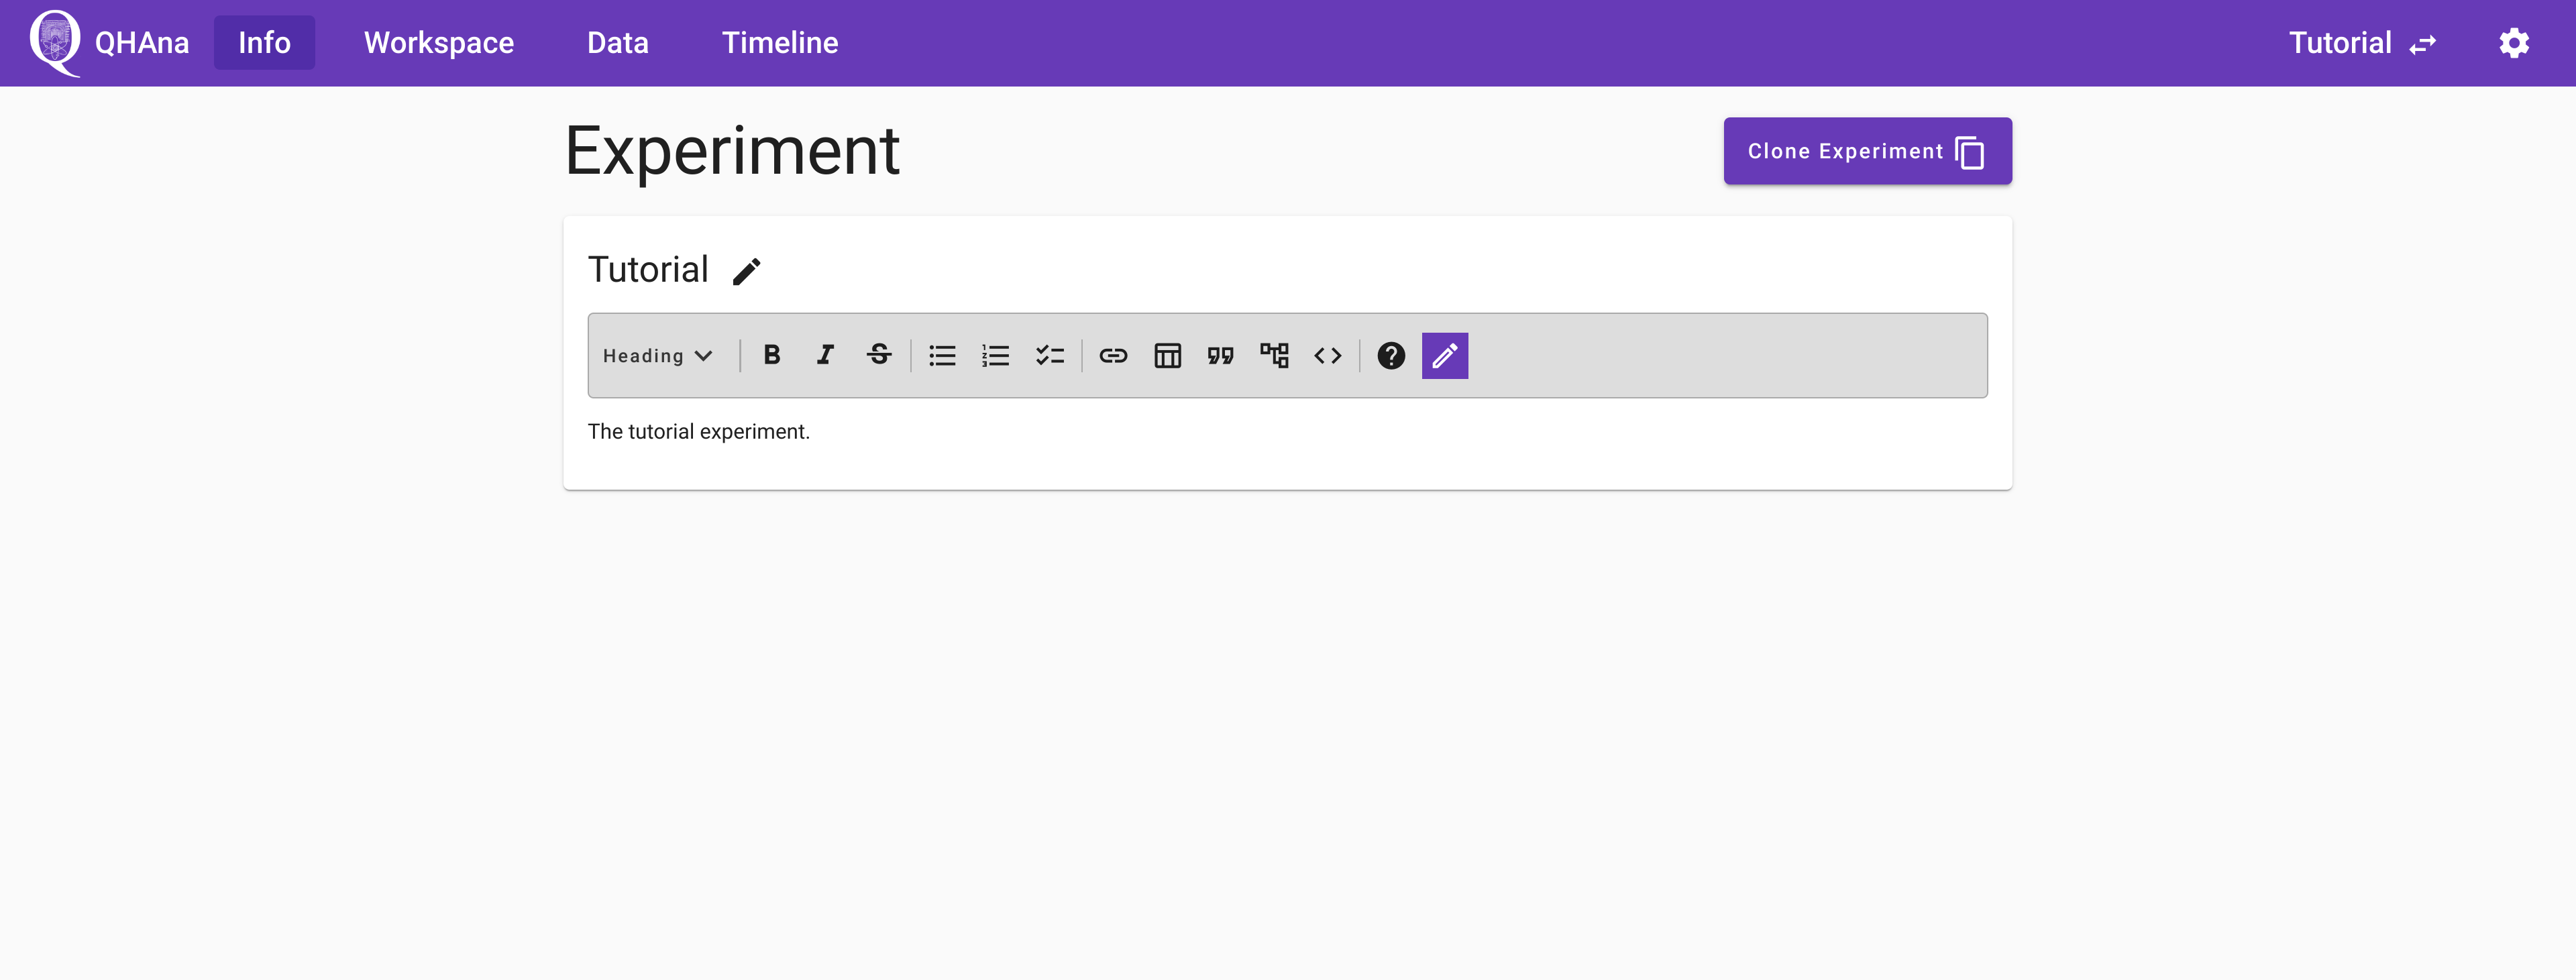 QHAna Info Workspace Data Timeline Tutorial
Experiment
Clone Experiment
Tutorial
Heading B I S
The tutorial experiment.